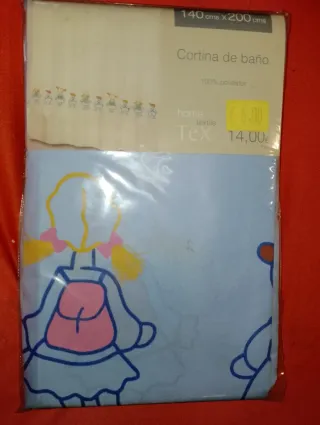 140 cms x 200 cms
Cortina de baño
100% poliéster
home
Tex
14,00